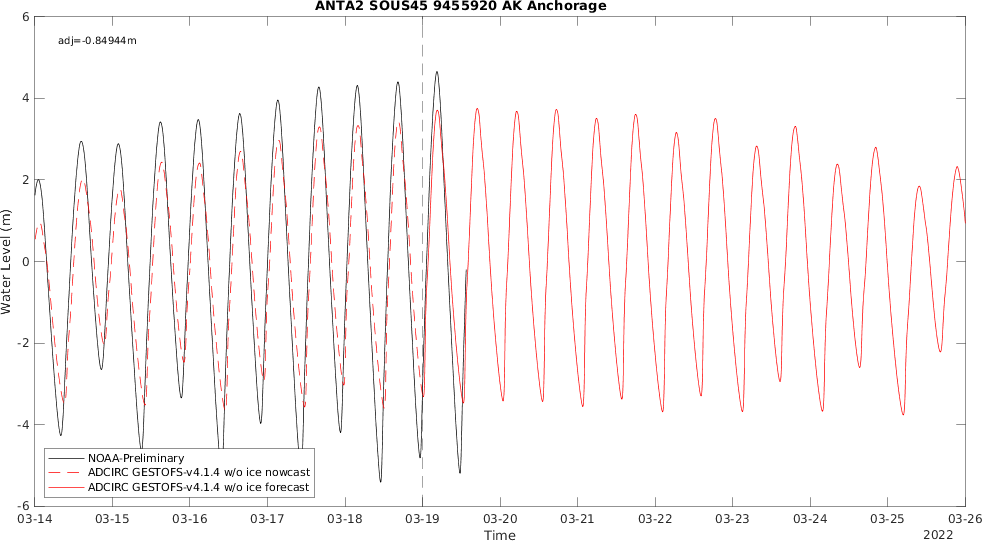 ANTA2 SOUS45 9455920 AK Anchorage
adj=-0.84944m
6
4
2
0
-2
-4
-6
Water Level (m)
NOAA-Preliminary
ADCIRC GESTOFS-v4.1.4 w/o ice nowcast
ADCIRC GESTOFS-v4.1.4 w/o ice forecast
03-14 03-15 03-16 03-17 03-18 03-19 03-20 03-21 03-22 03-23 03-24 03-25 03-26
Time
2022